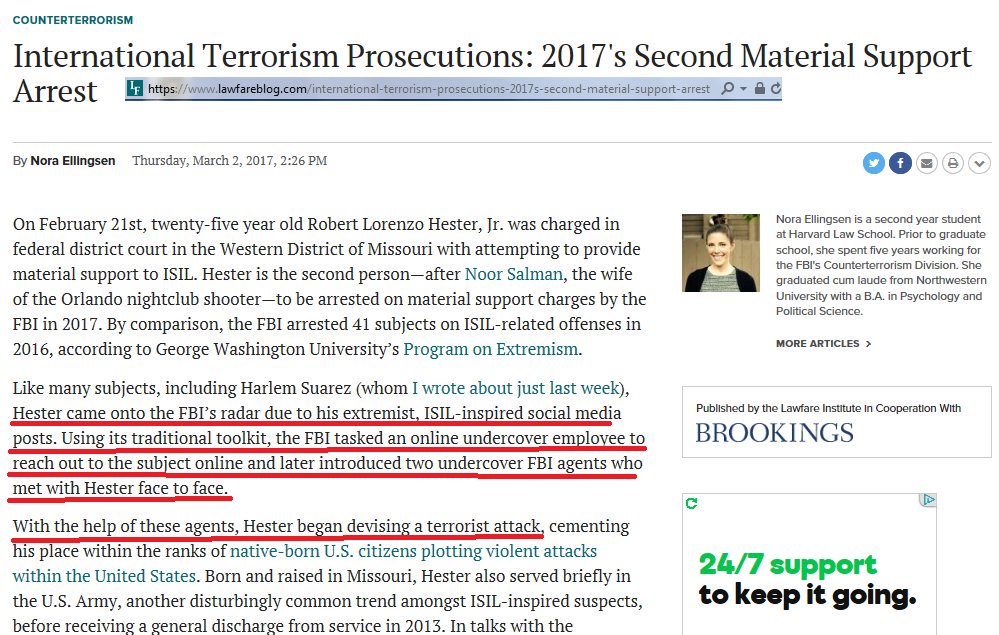 COUNTERTERRORISM
International Terrorism Prosecutions: 2017's Second Material Support
Arrest
https://www.lawfareblog.com/international-terrorism-prosecutions-2017s-second-material-support-arrest
By Nora Ellingsen Thursday, March 2, 2017, 2:26 PM
On February 21st, twenty-five year old Robert Lorenzo Hester, Jr. was charged in
federal district court in the Western District of Missouri with attempting to provide
material support to ISIL. Hester is the second person—after Noor Salman, the wife
of the Orlando nightclub shooter—to be arrested on material support charges by the
FBI in 2017. By comparison, the FBI arrested 41 subjects on ISIL-related offenses in
2016, according to George Washington University’s Program on Extremism.
Like many subjects, including Harlem Suarez (whom I wrote about just last week),
Hester came onto the FBI’s radar due to his extremist, ISIL-inspired social media
posts. Using its traditional toolkit, the FBI tasked an online undercover employee to
reach out to the subject online and later introduced two undercover FBI agents who
met with Hester face to face.
With the help of these agents, Hester began devising a terrorist attack, cementing
his place within the ranks of native-born U.S. citizens plotting violent attacks
within the United States. Born and raised in Missouri, Hester also served briefly in
the U.S. Army, another disturbingly common trend amongst ISIL-inspired suspects,
before receiving a general discharge from service in 2013. In talks with the
Nora Ellingsen is a second year student
at Harvard Law School. Prior to graduate
school, she spent five years working for
the FBI's Counterterrorism Division. She
graduated cum laude from Northwestern
University with a B.A. in Psychology and
Political Science.
MORE ARTICLES >
Published by the Lawfare Institute in Cooperation With
BROOKINGS
24/7 support
to keep it going.